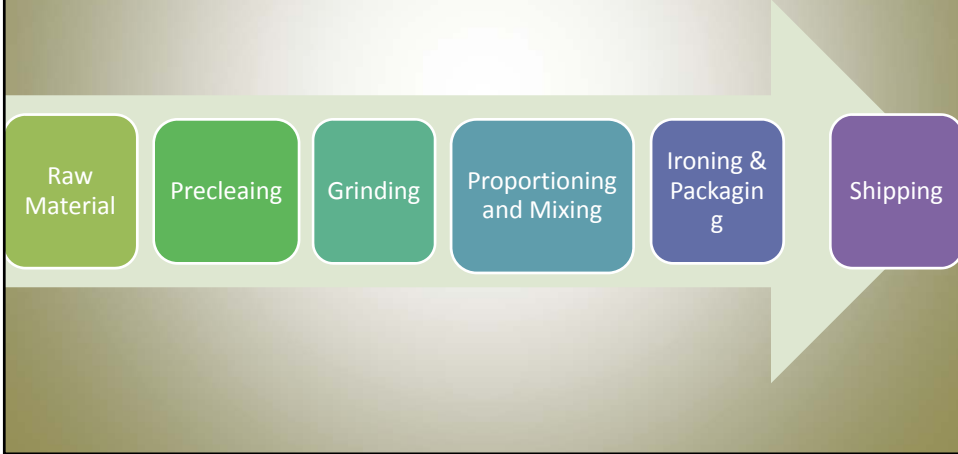 Raw
Material
Precleaing
Grinding
Proportioning
and Mixing
Ironing &
Packagin
g
Shipping